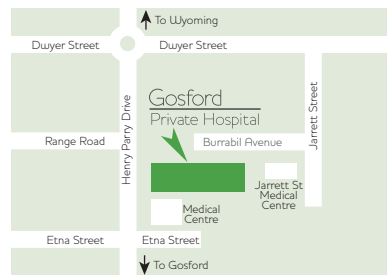 To Wyoming
Dwyer Street
Dwyer Street
Gosford
Private Hospital
Henry Parry Drive
Jarrett Street
Range Road
Burrabil Avenue
Jarrett St
Medical
Centre
Medical
Centre
Etna Street
Etna Street
To Gosford